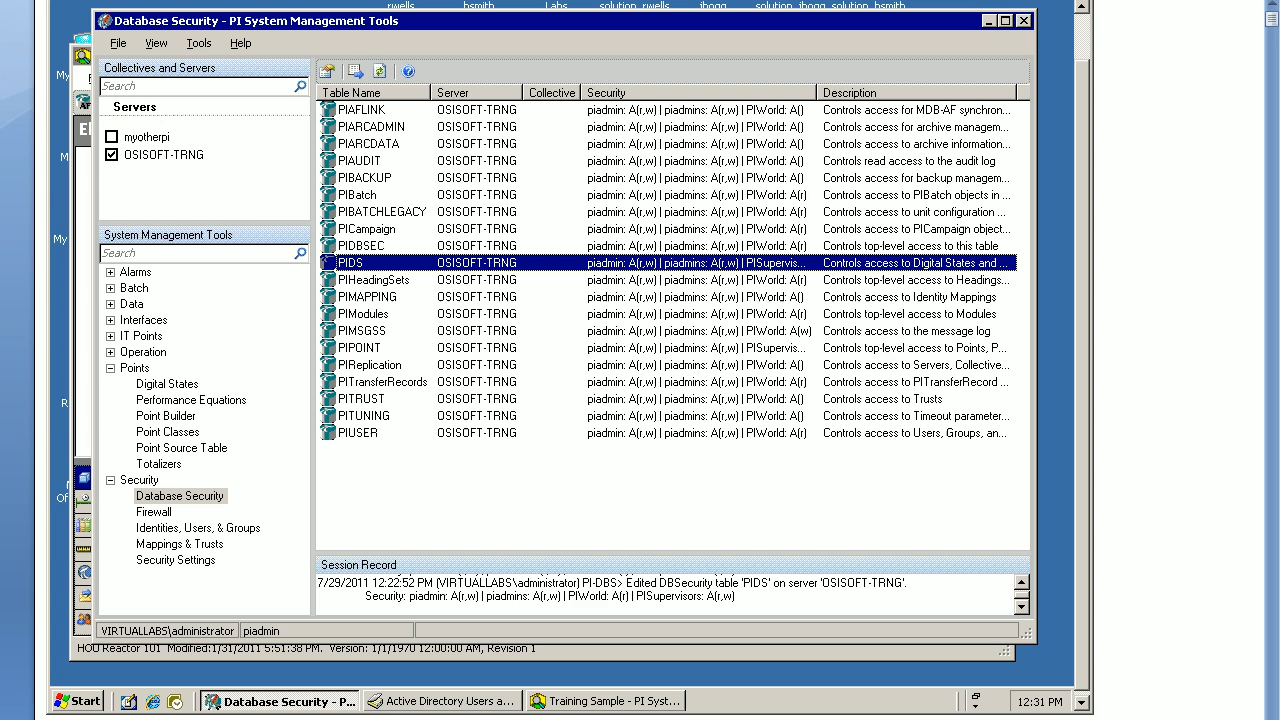 rwells bsmith Labs solution_rwells jhogg solution_jhogg solution_bsmith
Database Security - PI System Management Tools
File View Tools Help
Collectives and Servers
Search
Servers
myotherpi
OSISOFT-TRNG
System Management Tools
Search
Alarms
Batch
Data
Interfaces
IT Points
Operation
Points
Digital States
Performance Equations
Point Builder
Point Classes
Point Source Table
Totalizers
Security
Database Security
Firewall
Identities, Users, & Groups
Mappings & Trusts
Security Settings
Table Name Server Collective Security Description
PIAFLINK OSISOFT-TRNG piadmin: A(r,w) | piadmins: A(r,w) | PIWorld: A() Controls access for MDB-AF synchron...
PIARCADMIN OSISOFT-TRNG piadmin: A(r,w) | piadmins: A(r,w) | PIWorld: A() Controls access for archive managem...
PIARCDATA OSISOFT-TRNG piadmin: A(r,w) | piadmins: A(r,w) | PIWorld: A() Controls access to archive information...
PIAUDIT OSISOFT-TRNG piadmin: A(r,w) | piadmins: A(r,w) | PIWorld: A() Controls read access to the audit log
PIBACKUP OSISOFT-TRNG piadmin: A(r,w) | piadmins: A(r,w) | PIWorld: A() Controls access for backup managem...
PIBatch OSISOFT-TRNG piadmin: A(r,w) | piadmins: A(r,w) | PIWorld: A(r) Controls access to PIBatch objects in ...
PIBATCHLEGACY OSISOFT-TRNG piadmin: A(r,w) | piadmins: A(r,w) | PIWorld: A(r) Controls access to unit configuration ...
PICampaign OSISOFT-TRNG piadmin: A(r,w) | piadmins: A(r,w) | PIWorld: A(r) Controls access to PICampaign object...
PIDBSEC OSISOFT-TRNG piadmin: A(r,w) | piadmins: A(r,w) | PIWorld: A(r) Controls top-level access to this table
PIDS OSISOFT-TRNG piadmin: A(r,w) | piadmins: A(r,w) | PISupervis... Controls access to Digital States and ...
PIHeadingSets OSISOFT-TRNG piadmin: A(r,w) | piadmins: A(r,w) | PIWorld: A(r) Controls top-level access to Headings...
PIMAPPING OSISOFT-TRNG piadmin: A(r,w) | piadmins: A(r,w) | PIWorld: A() Controls access to Identity Mappings
PIModules OSISOFT-TRNG piadmin: A(r,w) | piadmins: A(r,w) | PIWorld: A(r) Controls top-level access to Modules
PIMSGSS OSISOFT-TRNG piadmin: A(r,w) | piadmins: A(r,w) | PIWorld: A(w) Controls access to the message log
PIPOINT OSISOFT-TRNG piadmin: A(r,w) | piadmins: A(r,w) | PISupervis... Controls top-level access to Points, P...
PIReplication OSISOFT-TRNG piadmin: A(r,w) | piadmins: A(r,w) | PIWorld: A() Controls access to Servers, Collective...
PITransferRecords OSISOFT-TRNG piadmin: A(r,w) | piadmins: A(r,w) | PIWorld: A(r) Controls access to PITransferRecord ...
PITRUST OSISOFT-TRNG piadmin: A(r,w) | piadmins: A(r,w) | PIWorld: A(r) Controls access to Trusts
PITUNING OSISOFT-TRNG piadmin: A(r,w) | piadmins: A(r,w) | PIWorld: A() Controls access to Timeout parameter...
PIUSER OSISOFT-TRNG piadmin: A(r,w) | piadmins: A(r,w) | PIWorld: A(r) Controls access to Users, Groups, an...
Session Record
7/29/2011 12:22:52 PM (VIRTUALLABS\administrator) PI-DBS> Edited DBSecurity table 'PIDS' on server 'OSISOFT-TRNG'.
Security: piadmin: A(r,w) | piadmins: A(r,w) | PIWorld: A(r) | PISupervisors: A(r,w)
VIRTUALLABS\administrator piadmin
HOU Reactor 101 Modified:1/31/2011 5:51:38 PM. Version: 1/1/1970 12:00:00 AM, Revision 1
Start Database Security - P... Active Directory Users a... Training Sample - PI Syst... 12:31 PM